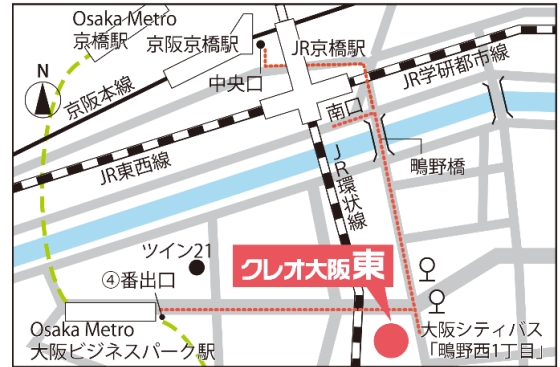 Osaka Metro
京橋駅
京阪京橋駅
JR京橋駅
中央口
N
京阪本線
JR学研都市線
南口
JR東西線
鴫野橋
JR環状線
ツイン21
クレオ大阪東
④番出口
Osaka Metro
大阪ビジネスパーク駅
大阪シティバス
「鴫野西1丁目」